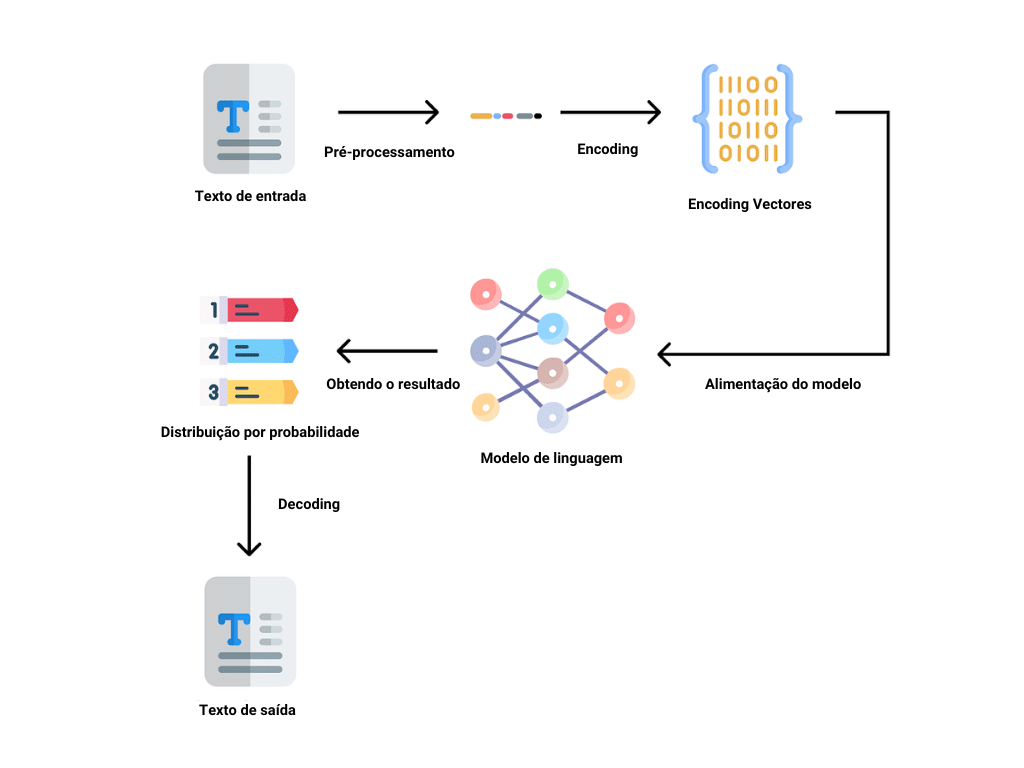 T
Pré-processamento
Texto de entrada
Encoding
11100
110111
10110
01011
Encoding Vectores
Alimentação do modelo
Modelo de linguagem
Obtendo o resultado
1
2
3
Distribuição por probabilidade
Decoding
T
Texto de saída